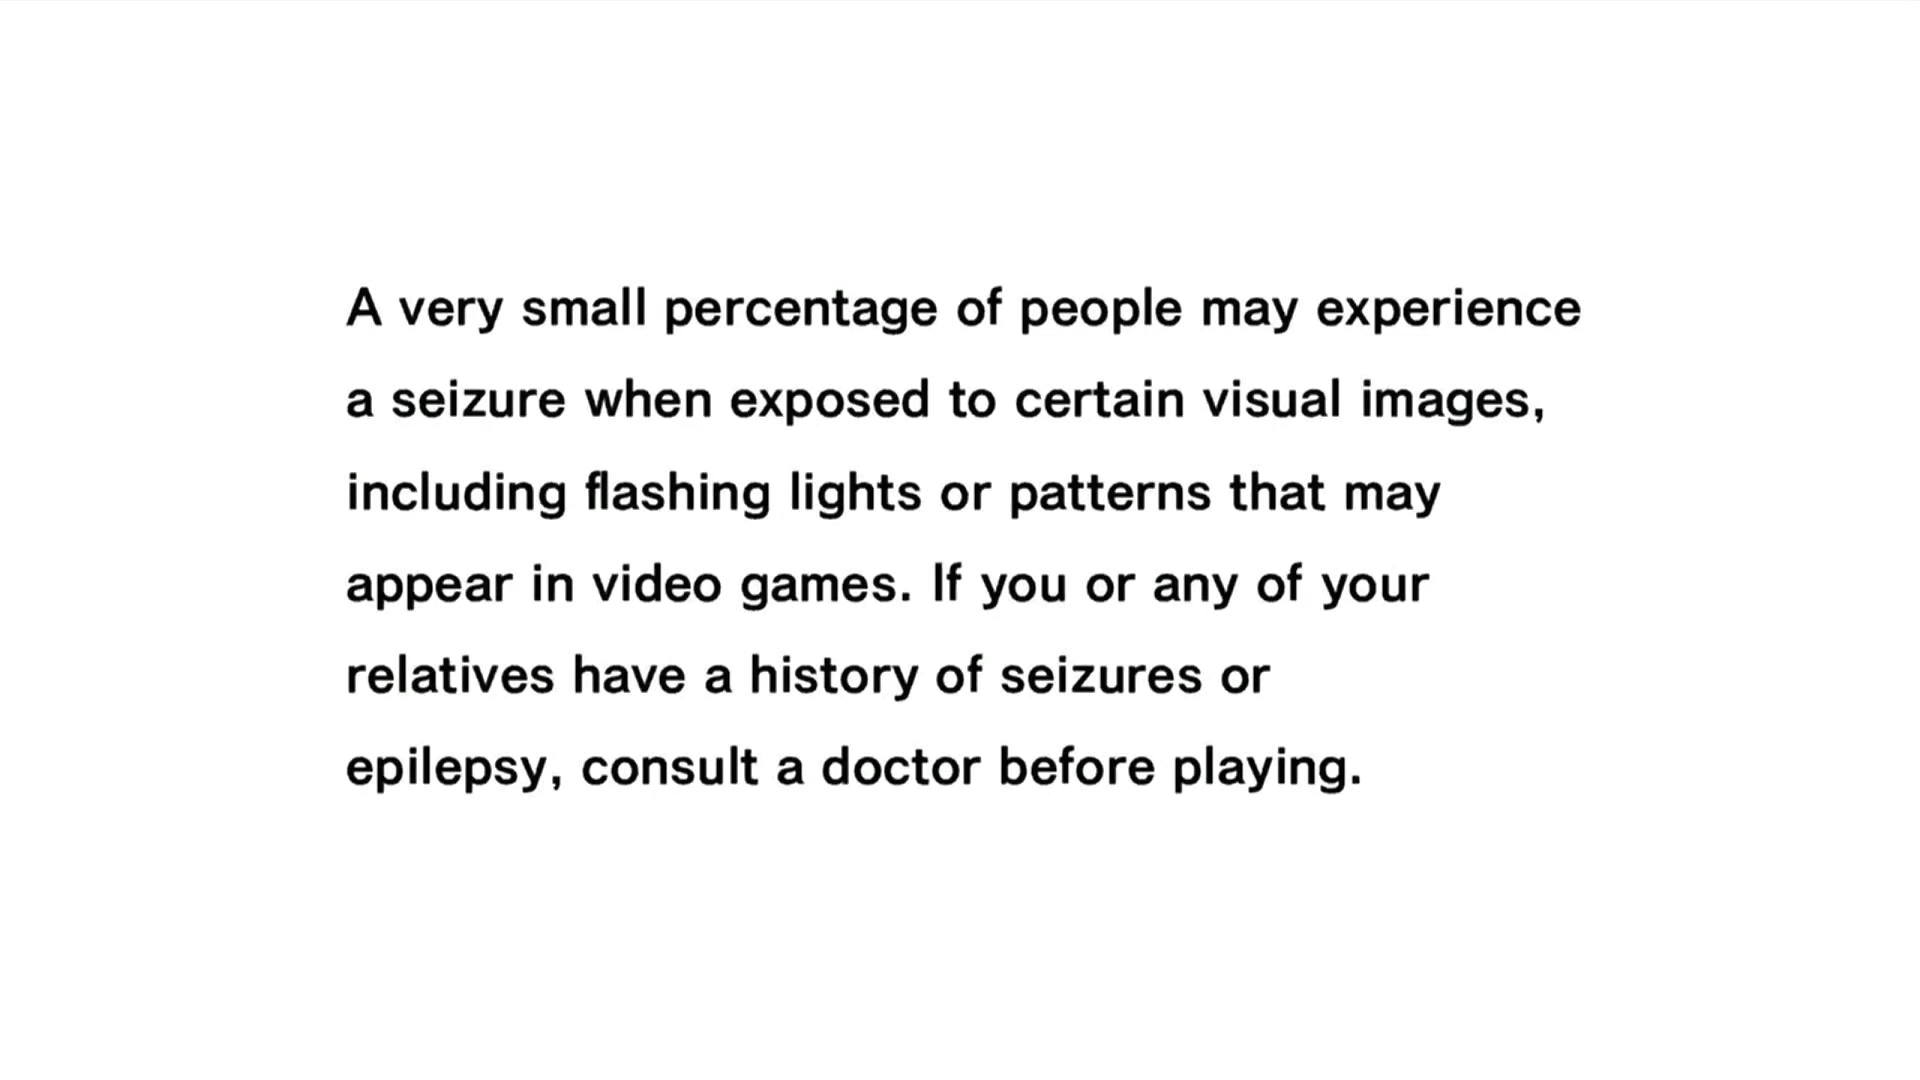 A very small percentage of people may experience
a seizure when exposed to certain visual images,
including flashing lights or patterns that may
appear in video games. If you or any of your
relatives have a history of seizures or
epilepsy, consult a doctor before playing.